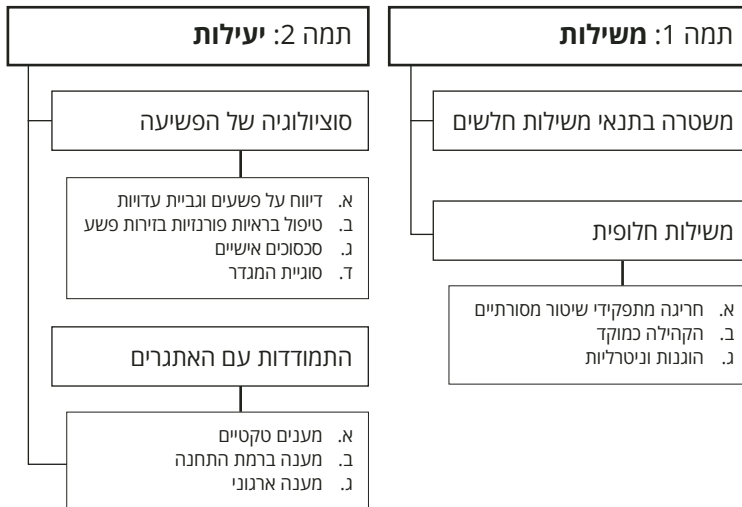 תמה 1: משילות
משטרה בתנאי משילות חלשים
משילות חלופית
א. חריגה מתפקידי שיטור מסורתיים
ב. הקהילה כמוקד
ג. הוגנות וניטרליות
תמה 2: יעילות
סוציולוגיה של הפשיעה
א. דיווח על פשעים וגביית עדויות
ב. טיפול בראיות פורנזיות בזירות פשע
ג. סכסוכים אישיים
ד. סוגיית המגדר
התמודדות עם האתגרים
א. מענים טקטיים
ב. מענה ברמת התחנה
ג. מענה ארגוני